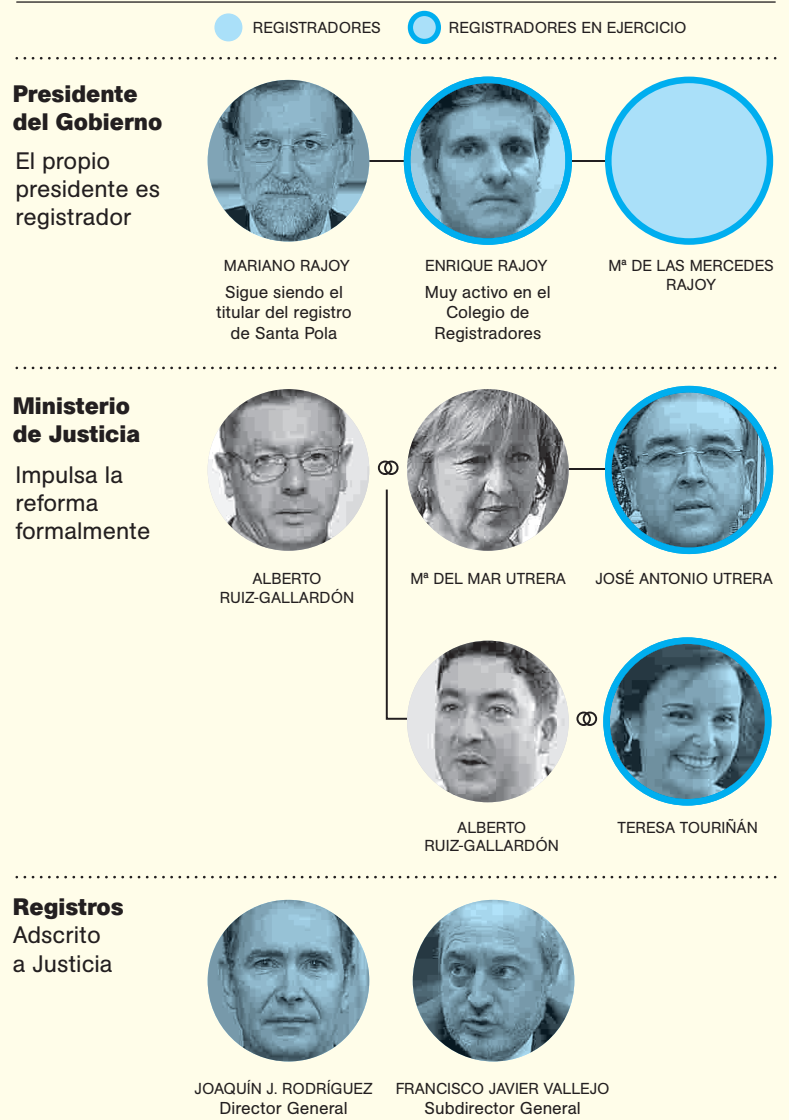 REGISTRADORES
REGISTRADORES EN EJERCICIO
Presidente
del Gobierno
El propio
presidente es
registrador
MARIANO RAJOY
Sigue siendo el
titular del registro
de Santa Pola
ENRIQUE RAJOY
Muy activo en el
Colegio de
Registradores
Mª DE LAS MERCEDES
RAJOY
Ministerio
de Justicia
Impulsa la
reforma
formalmente
ALBERTO
RUIZ-GALLARDÓN
Mª DEL MAR UTRERA
JOSÉ ANTONIO UTRERA
ALBERTO
RUIZ-GALLARDÓN
TERESA TOURIÑÁN
Registros
Adscrito
a Justicia
JOAQUÍN J. RODRÍGUEZ
Director General
FRANCISCO JAVIER VALLEJO
Subdirector General